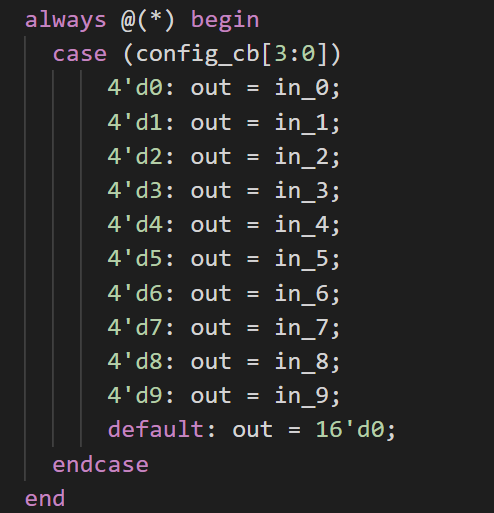 always @(*) begin
case (config_cb[3:0])
4'd0: out = in_0;
4'd1: out = in_1;
4'd2: out = in_2;
4'd3: out = in_3;
4'd4: out = in_4;
4'd5: out = in_5;
4'd6: out = in_6;
4'd7: out = in_7;
4'd8: out = in_8;
4'd9: out = in_9;
default: out = 16'd0;
endcase
end